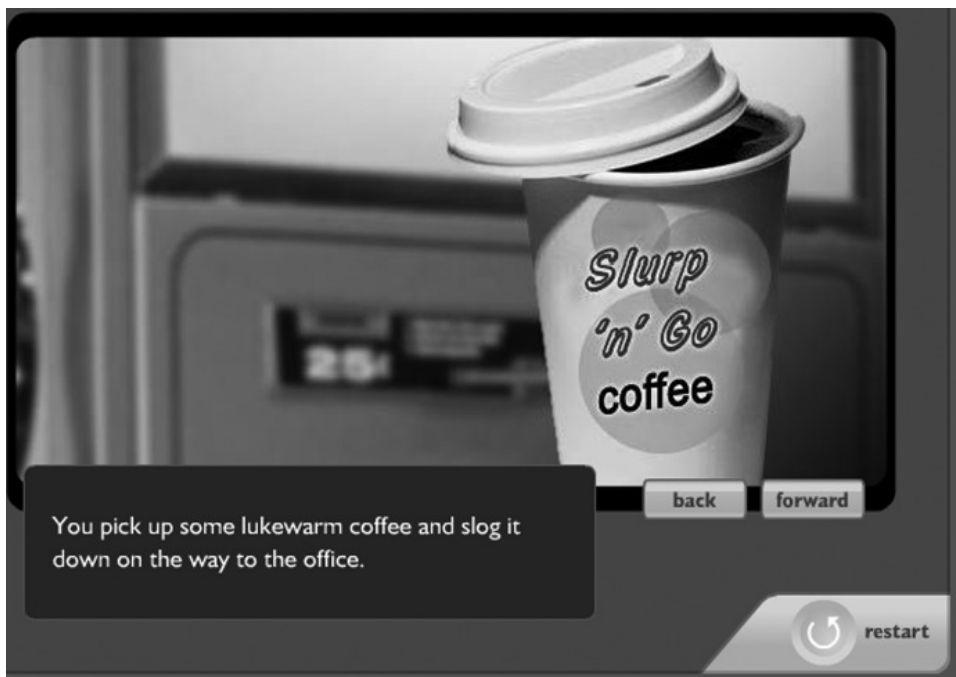 Slurp
'n' Go
coffee
25¢
back
forward
You pick up some lukewarm coffee and slog it
down on the way to the office.
restart